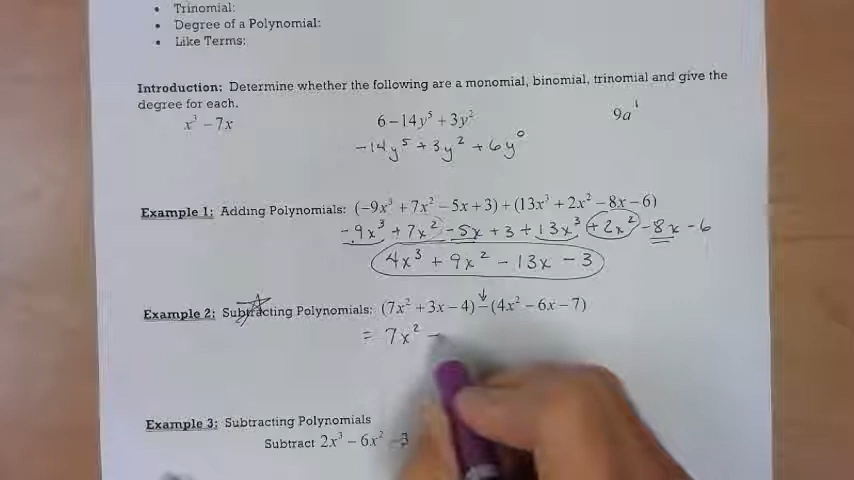 • Trinomial:
• Degree of a Polynomial:
• Like Terms:
Introduction: Determine whether the following are a monomial, binomial, trinomial and give the
degree for each.
x³ − 7x 6 − 14y⁵ + 3y² 9a¹
−14y⁵ + 3y² + 6y⁰
Example 1: Adding Polynomials: (−9x³ + 7x² − 5x + 3) + (13x³ + 2x² − 8x − 6)
−9x³ + 7x² − 5x + 3 + 13x³ + 2x² − 8x − 6
4x³ + 9x² − 13x − 3
Example 2: Subtracting Polynomials: (7x² + 3x − 4) − (4x² − 6x − 7)
= 7x² −
Example 3: Subtracting Polynomials
Subtract 2x³ − 6x² − 3